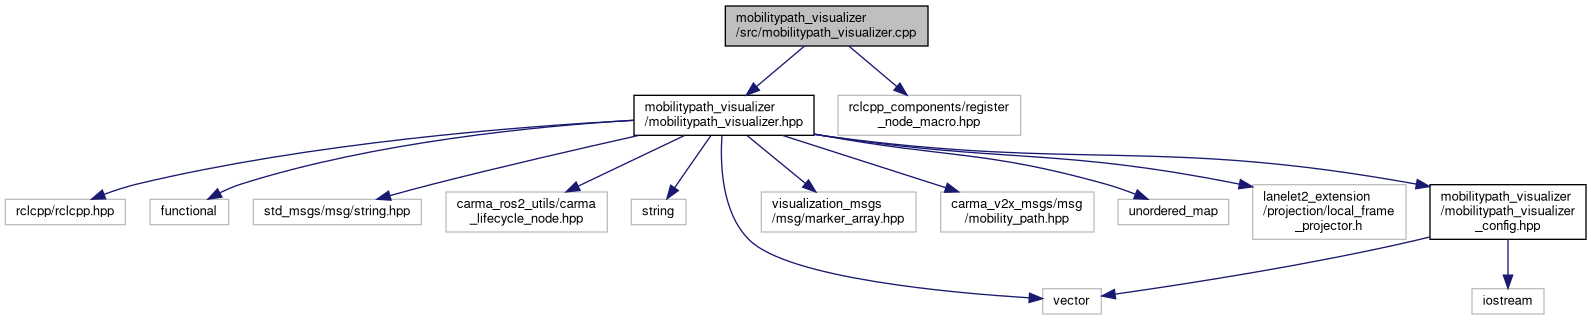 mobilitypath_visualizer
/src/mobilitypath_visualizer.cpp
mobilitypath_visualizer
/mobilitypath_visualizer.hpp
rclcpp_components/register
_node_macro.hpp
rclcpp/rclcpp.hpp
functional
std_msgs/msg/string.hpp
carma_ros2_utils/carma
_lifecycle_node.hpp
string
visualization_msgs
/msg/marker_array.hpp
carma_v2x_msgs/msg
/mobility_path.hpp
unordered_map
lanelet2_extension
/projection/local_frame
_projector.h
mobilitypath_visualizer
/mobilitypath_visualizer
_config.hpp
vector
iostream